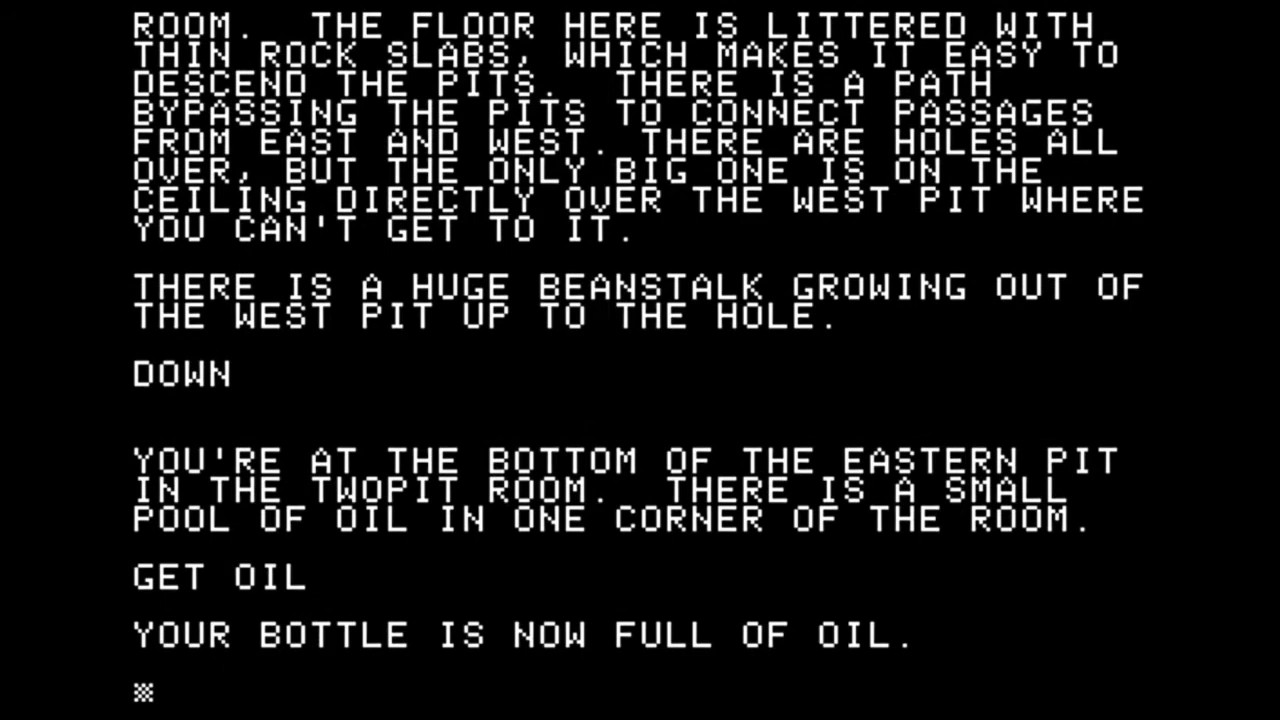 ROOM.  THE FLOOR HERE IS LITTERED WITH
THIN ROCK SLABS, WHICH MAKES IT EASY TO
DESCEND THE PITS.  THERE IS A PATH
BYPASSING THE PITS TO CONNECT PASSAGES
FROM EAST AND WEST. THERE ARE HOLES ALL
OVER, BUT THE ONLY BIG ONE IS ON THE
CEILING DIRECTLY OVER THE WEST PIT WHERE
YOU CAN'T GET TO IT.
THERE IS A HUGE BEANSTALK GROWING OUT OF
THE WEST PIT UP TO THE HOLE.
DOWN
YOU'RE AT THE BOTTOM OF THE EASTERN PIT
IN THE TWOPIT ROOM.  THERE IS A SMALL
POOL OF OIL IN ONE CORNER OF THE ROOM.
GET OIL
YOUR BOTTLE IS NOW FULL OF OIL.